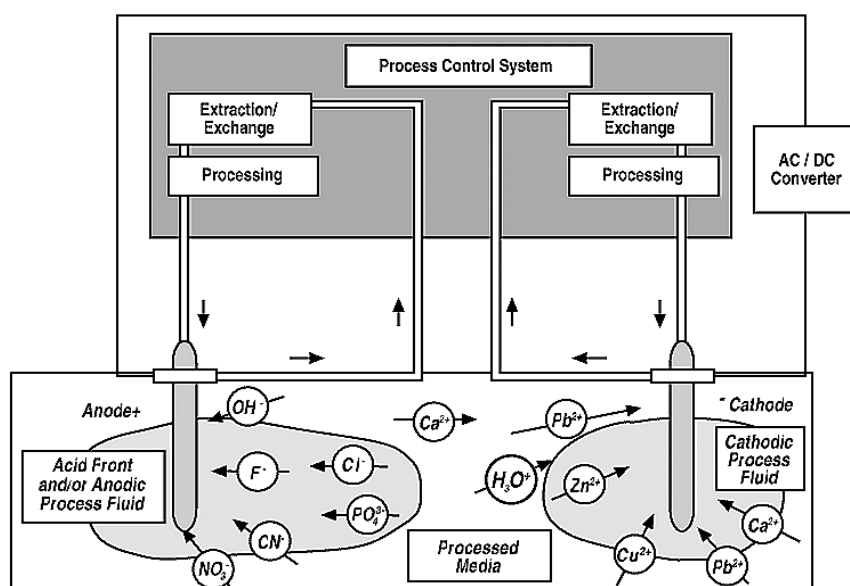 Process Control System
Extraction/
Exchange
Processing
Extraction/
Exchange
Processing
AC / DC
Converter
Anode+
OH-
Ca2+
Pb2+
- Cathode
Acid Front
and/or Anodic
Process Fluid
F-
Cl-
H3O+
Zn2+
Cathodic
Process
Fluid
PO43-
CN-
NO3-
Processed
Media
Cu2+
Pb2+
Ca2+